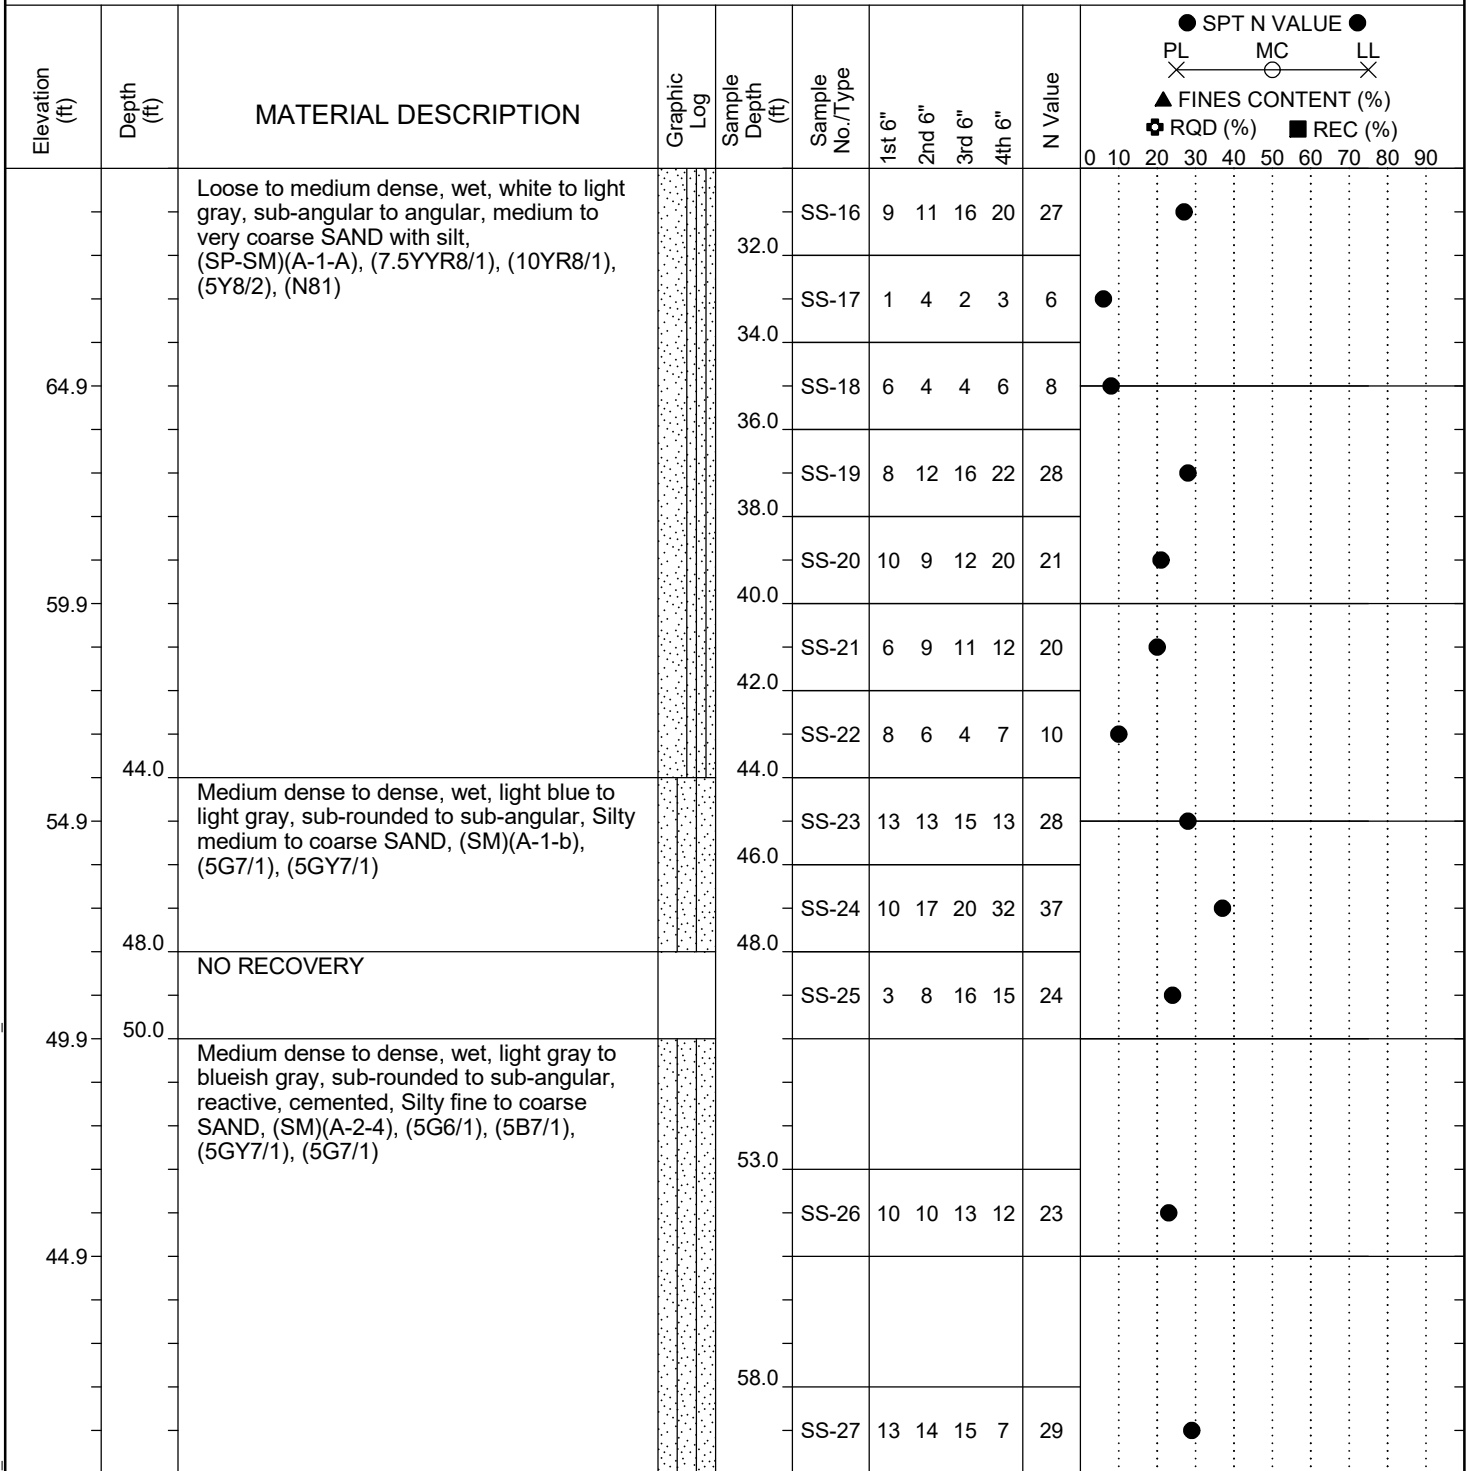 ● SPT N VALUE ●
PL MC LL
▲ FINES CONTENT (%)
RQD (%) ■ REC (%)
Elevation (ft)
Depth (ft)
MATERIAL DESCRIPTION
Graphic Log
Sample Depth (ft)
Sample No./Type
1st 6"
2nd 6"
3rd 6"
4th 6"
N Value
0 10 20 30 40 50 60 70 80 90
Loose to medium dense, wet, white to light
gray, sub-angular to angular, medium to
very coarse SAND with silt,
(SP-SM)(A-1-A), (7.5YYR8/1), (10YR8/1),
(5Y8/2), (N81)
SS-16 9 11 16 20 27
32.0
SS-17 1 4 2 3 6
34.0
64.9 SS-18 6 4 4 6 8
36.0
SS-19 8 12 16 22 28
38.0
SS-20 10 9 12 20 21
40.0
59.9
SS-21 6 9 11 12 20
42.0
SS-22 8 6 4 7 10
44.0 44.0
Medium dense to dense, wet, light blue to
light gray, sub-rounded to sub-angular, Silty
medium to coarse SAND, (SM)(A-1-b),
(5G7/1), (5GY7/1)
54.9 SS-23 13 13 15 13 28
46.0
SS-24 10 17 20 32 37
48.0 48.0
NO RECOVERY
SS-25 3 8 16 15 24
50.0
49.9
Medium dense to dense, wet, light gray to
blueish gray, sub-rounded to sub-angular,
reactive, cemented, Silty fine to coarse
SAND, (SM)(A-2-4), (5G6/1), (5B7/1),
(5GY7/1), (5G7/1)
53.0
SS-26 10 10 13 12 23
44.9
58.0
SS-27 13 14 15 7 29